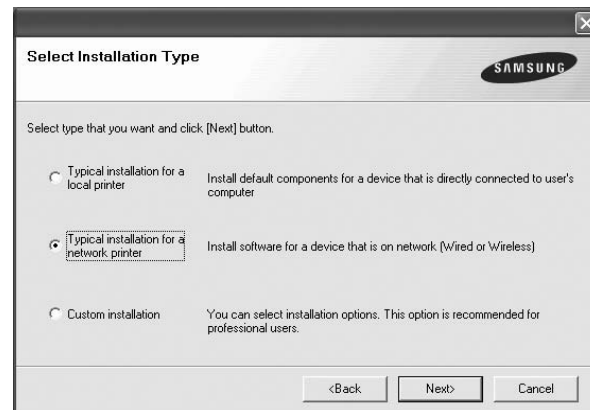 Select Installation Type
SAMSUNG
Select type that you want and click [Next] button.
Typical installation for a
local printer
Install default components for a device that is directly connected to user's
computer
Typical installation for a
network printer
Install software for a device that is on network (Wired or Wireless)
Custom installation
You can select installation options. This option is recommended for
professional users.
<Back
Next>
Cancel